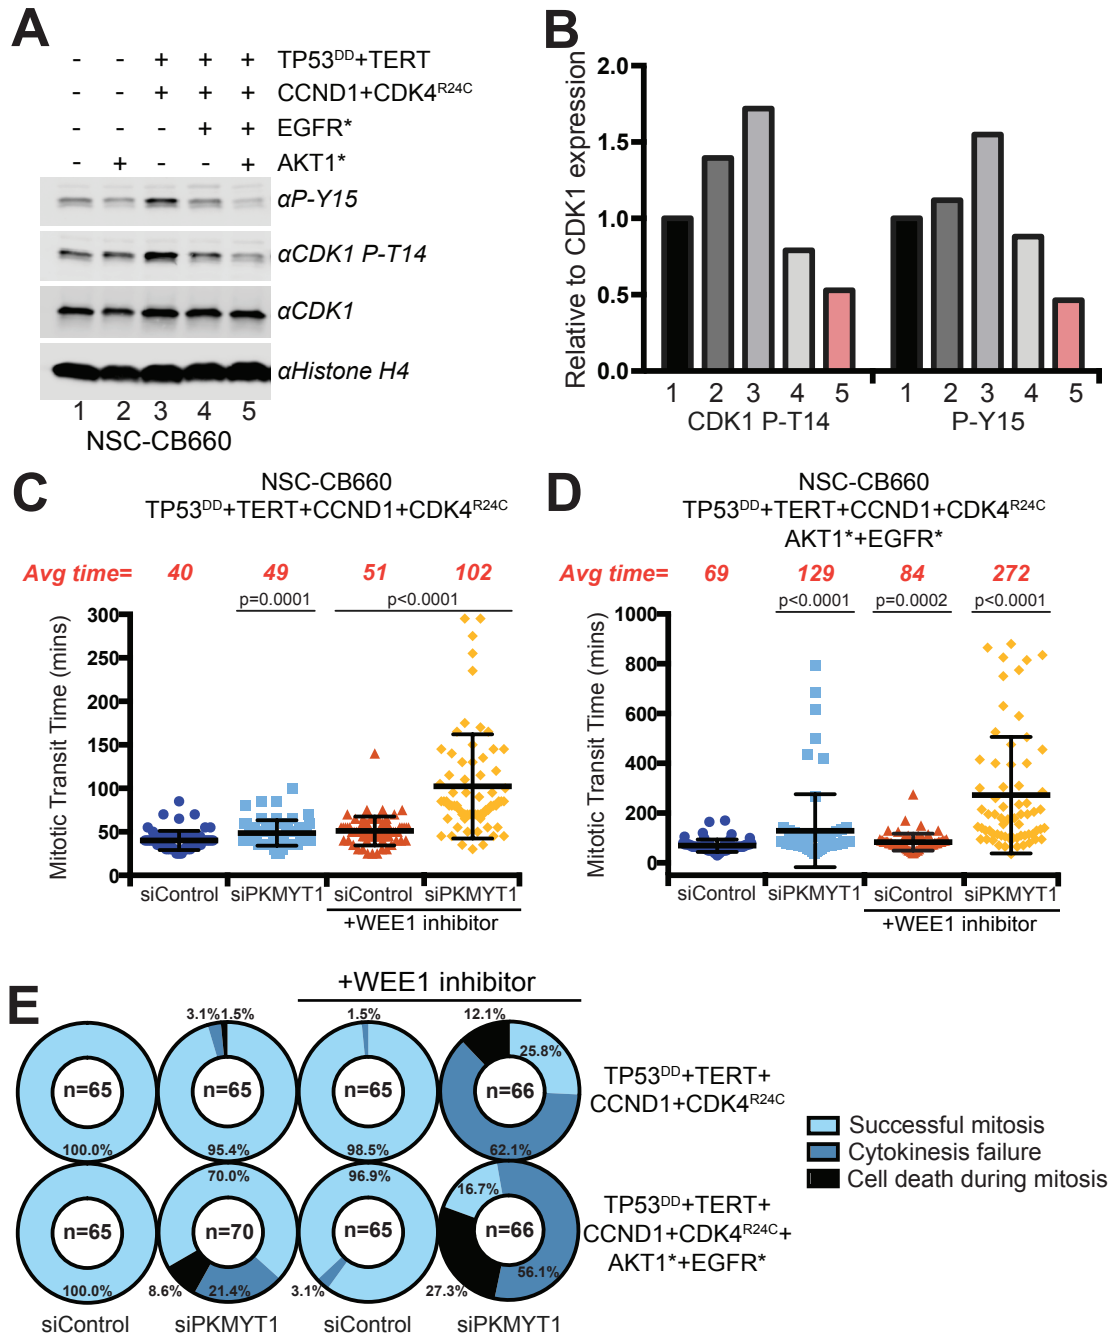 A
- - + + + TP53DD+TERT
- - + + + CCND1+CDK4R24C
- - - + + EGFR*
- + - - + AKT1*
αP-Y15
αCDK1 P-T14
αCDK1
αHistone H4
1 2 3 4 5
NSC-CB660
B
Relative to CDK1 expression
2.0
1.5
1.0
0.5
0.0
1 2 3 4 5 1 2 3 4 5
CDK1 P-T14 P-Y15
C
NSC-CB660
TP53DD+TERT+CCND1+CDK4R24C
Avg time= 40 49 51 102
p=0.0001 p<0.0001
Mitotic Transit Time (mins)
300
250
200
150
100
50
0
siControl siPKMYT1 siControl siPKMYT1
+WEE1 inhibitor
D
NSC-CB660
TP53DD+TERT+CCND1+CDK4R24C
AKT1*+EGFR*
Avg time= 69 129 84 272
p<0.0001 p=0.0002 p<0.0001
Mitotic Transit Time (mins)
1000
800
600
400
200
0
siControl siPKMYT1 siControl siPKMYT1
+WEE1 inhibitor
E
+WEE1 inhibitor
3.1% 1.5% 1.5% 12.1%
25.8%
n=65 n=65 n=65 n=66
100.0% 95.4% 98.5% 62.1%
TP53DD+TERT+
CCND1+CDK4R24C
70.0% 96.9%
16.7%
n=65 n=70 n=65 n=66
56.1%
100.0% 8.6% 21.4% 3.1% 27.3%
TP53DD+TERT+
CCND1+CDK4R24C+
AKT1*+EGFR*
siControl siPKMYT1 siControl siPKMYT1
Successful mitosis
Cytokinesis failure
Cell death during mitosis